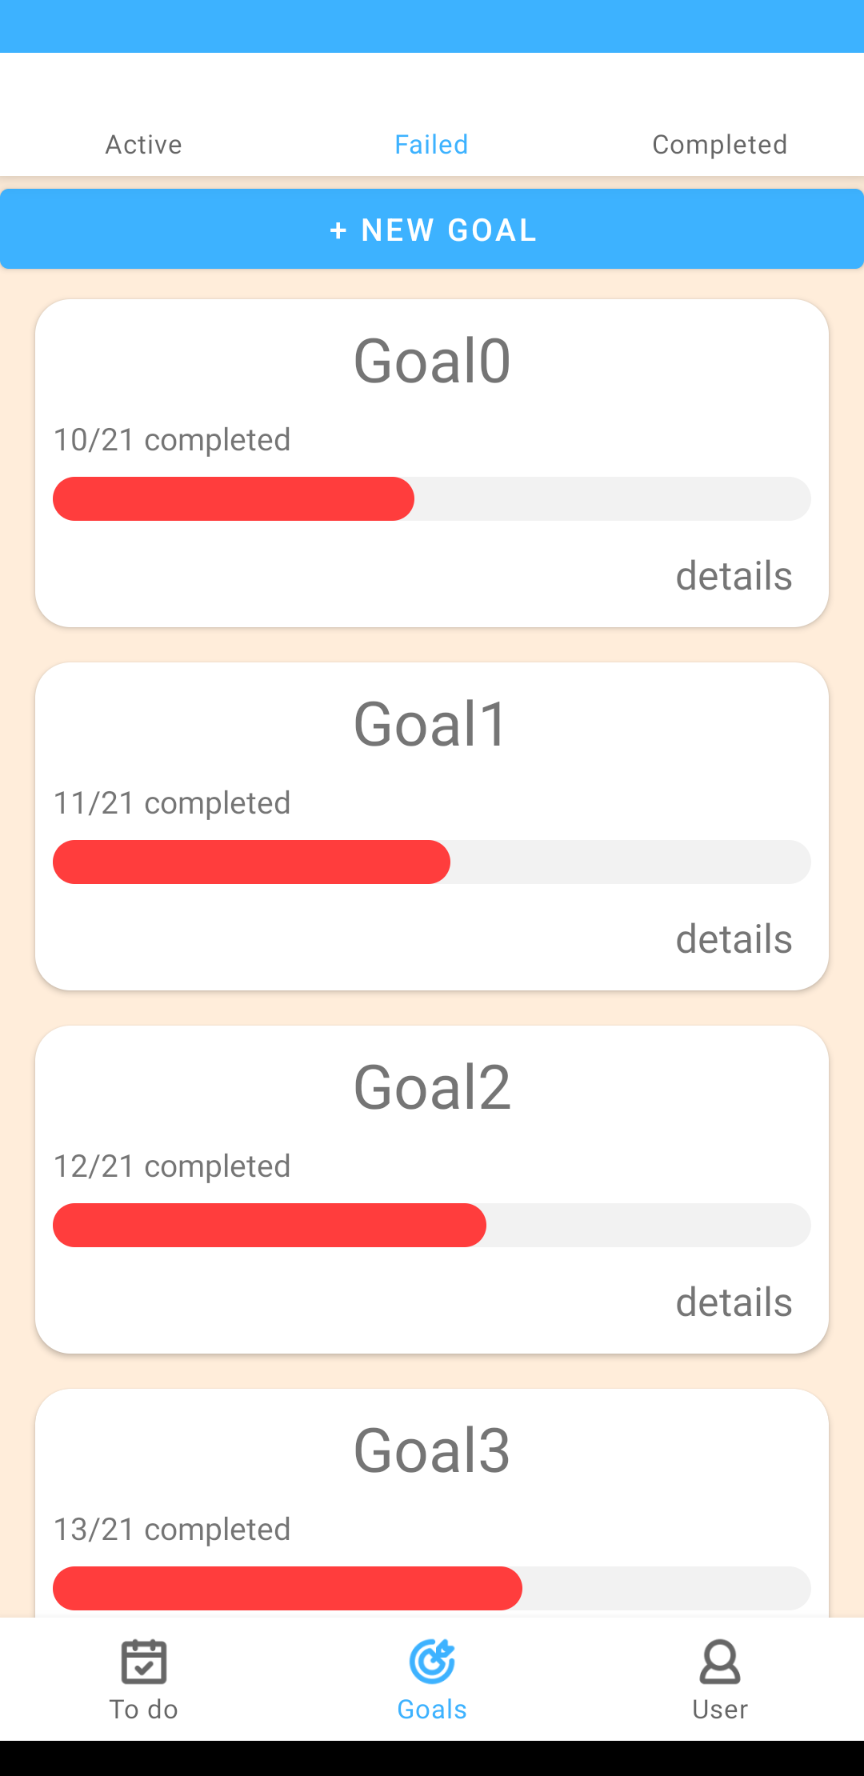 Active Failed Completed
+ NEW GOAL
Goal0
10/21 completed
details
Goal1
11/21 completed
details
Goal2
12/21 completed
details
Goal3
13/21 completed
To do Goals User